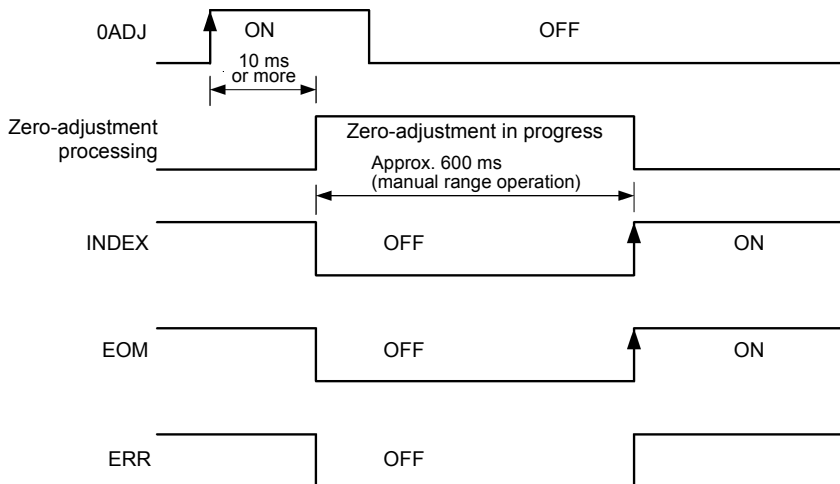 0ADJ
ON
OFF
10 ms
or more
Zero-adjustment
processing
Zero-adjustment in progress
Approx. 600 ms
(manual range operation)
INDEX
OFF
ON
EOM
OFF
ON
ERR
OFF